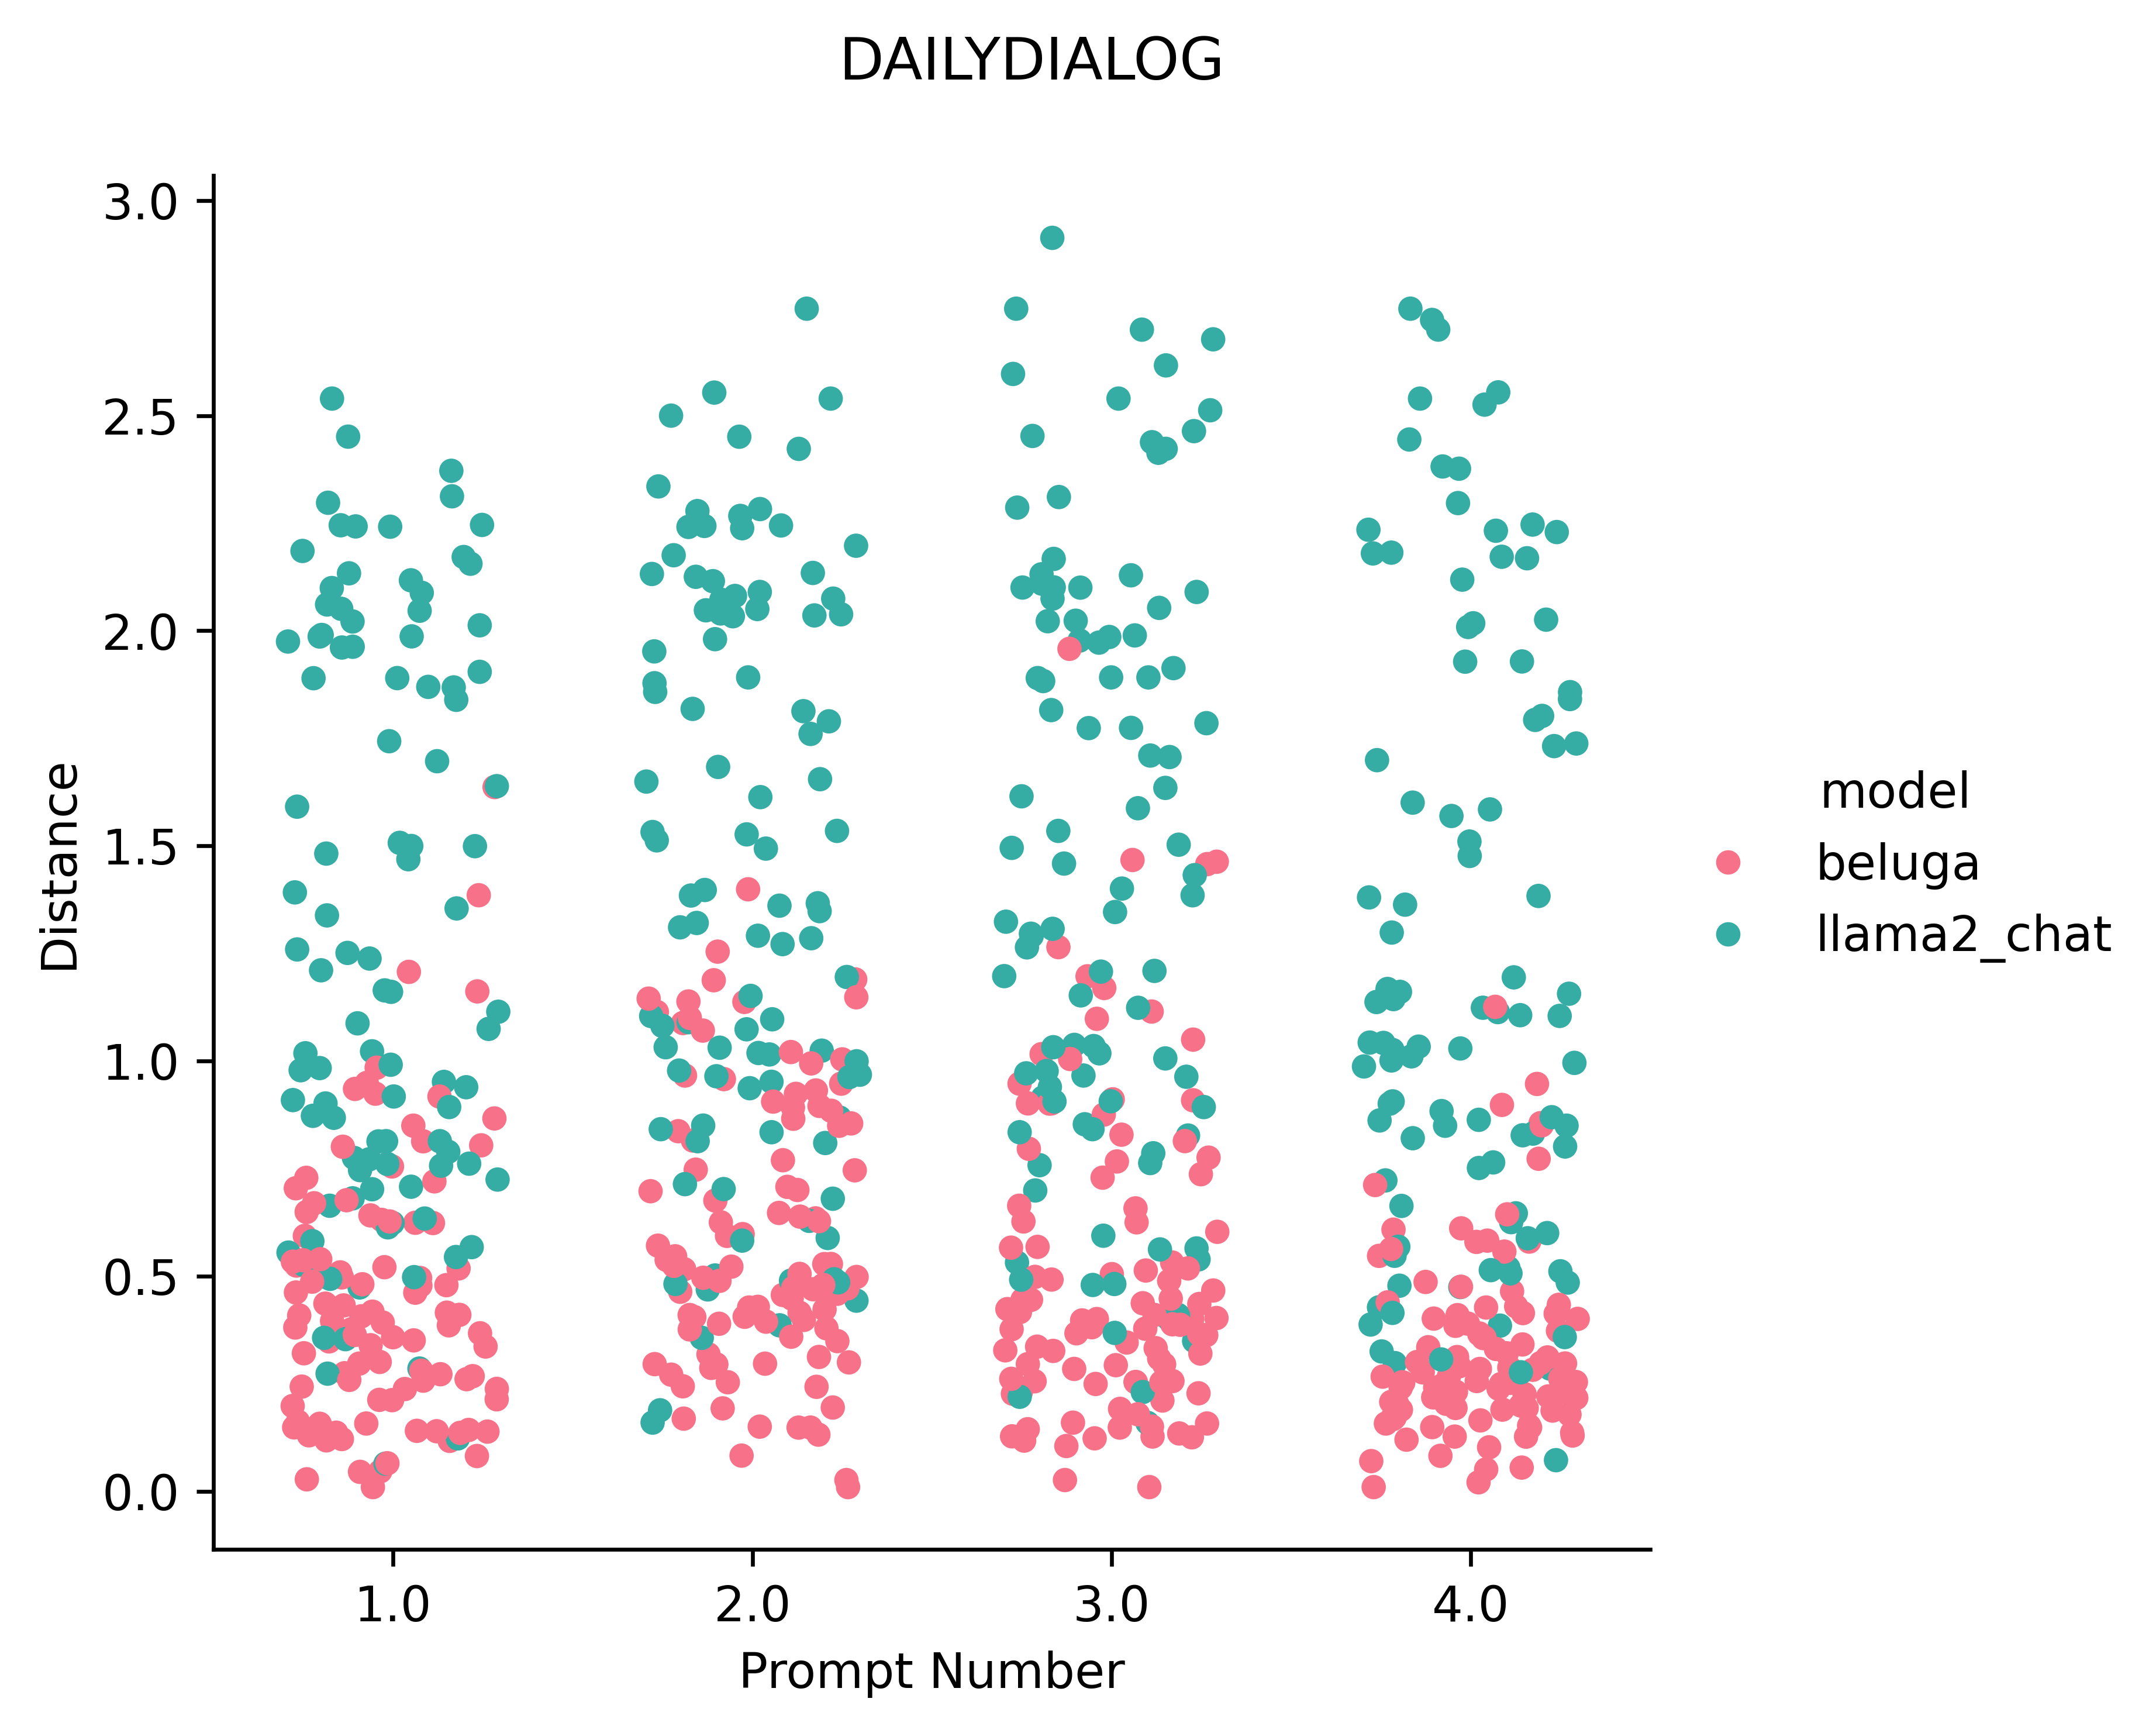 DAILYDIALOG
3.0
2.5
2.0
1.5
1.0
0.5
0.0
Distance
1.0 2.0 3.0 4.0
Prompt Number
model
beluga
llama2_chat